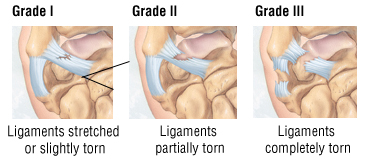 Grade I
Grade II
Grade III
Ligaments stretched
or slightly torn
Ligaments
partially torn
Ligaments
completely torn